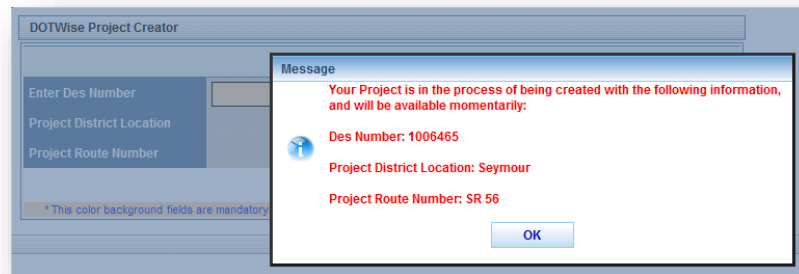 DOTWise Project Creator
Message
Your Project is in the process of being created with the following information,
and will be available momentarily:
Enter Des Number
Des Number: 1006465
Project District Location
Project District Location: Seymour
Project Route Number
Project Route Number: SR 56
* This color background fields are mandatory
OK